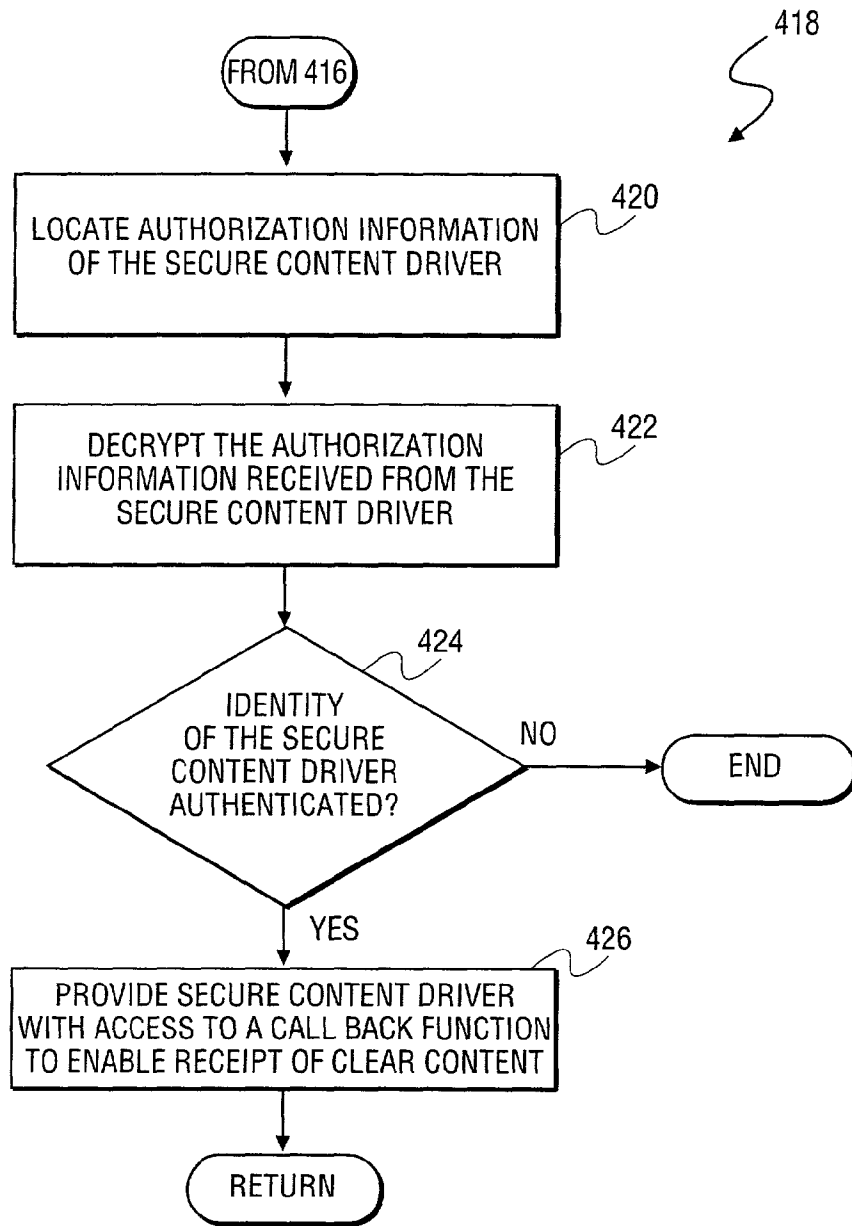 418
FROM 416
420
LOCATE AUTHORIZATION INFORMATION
OF THE SECURE CONTENT DRIVER
422
DECRYPT THE AUTHORIZATION
INFORMATION RECEIVED FROM THE
SECURE CONTENT DRIVER
424
IDENTITY
OF THE SECURE
CONTENT DRIVER
AUTHENTICATED?
NO
END
YES
426
PROVIDE SECURE CONTENT DRIVER
WITH ACCESS TO A CALL BACK FUNCTION
TO ENABLE RECEIPT OF CLEAR CONTENT
RETURN